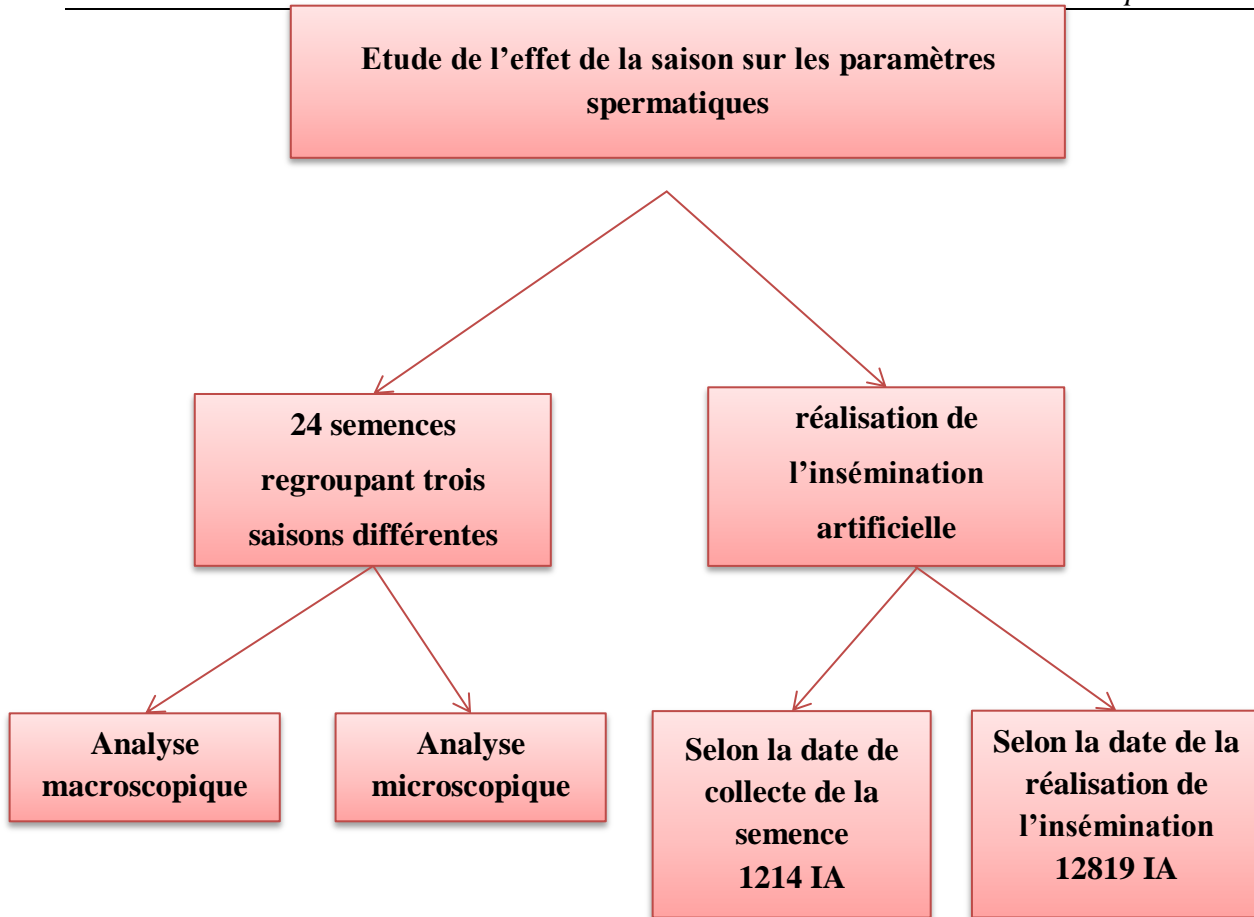 Etude de l’effet de la saison sur les paramètres
spermatiques
24 semences
regroupant trois
saisons différentes
réalisation de
l’insémination
artificielle
Analyse
macroscopique
Analyse
microscopique
Selon la date de
collecte de la
semence
1214 IA
Selon la date de la
réalisation de
l’insémination
12819 IA